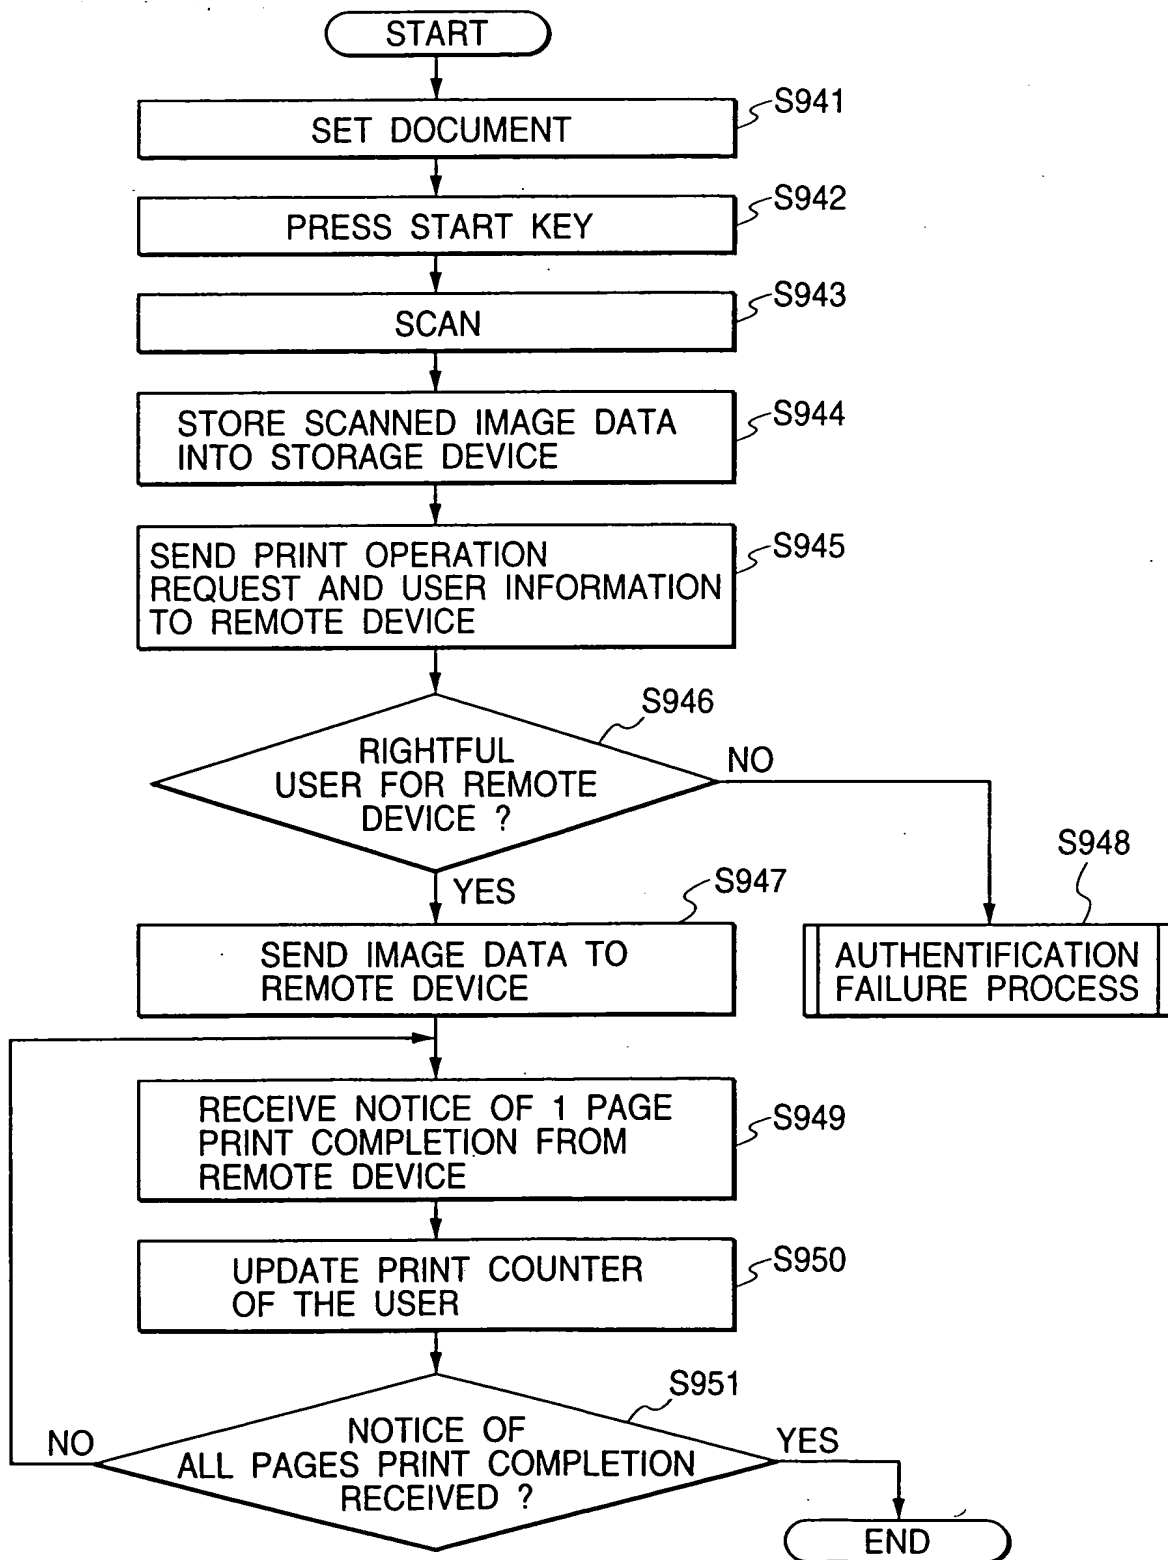 START
S941
SET DOCUMENT
S942
PRESS START KEY
S943
SCAN
S944
STORE SCANNED IMAGE DATA
INTO STORAGE DEVICE
S945
SEND PRINT OPERATION
REQUEST AND USER INFORMATION
TO REMOTE DEVICE
S946
RIGHTFUL
USER FOR REMOTE
DEVICE ?
NO
YES
S947
SEND IMAGE DATA TO
REMOTE DEVICE
S948
AUTHENTIFICATION
FAILURE PROCESS
S949
RECEIVE NOTICE OF 1 PAGE
PRINT COMPLETION FROM
REMOTE DEVICE
S950
UPDATE PRINT COUNTER
OF THE USER
S951
NOTICE OF
ALL PAGES PRINT COMPLETION
RECEIVED ?
NO
YES
END